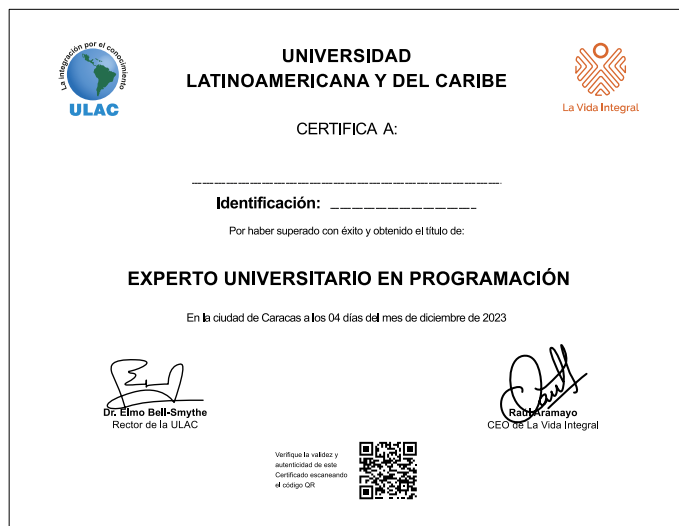 La integración por el conocimiento
ULAC
UNIVERSIDAD
LATINOAMERICANA Y DEL CARIBE
La Vida Integral
CERTIFICA A:
Identificación:
Por haber superado con éxito y obtenido el título de:
EXPERTO UNIVERSITARIO EN PROGRAMACIÓN
En la ciudad de Caracas a los 04 días del mes de diciembre de 2023
Dr. Elmo Bell-Smythe
Rector de la ULAC
Raúl Aramayo
CEO de La Vida Integral
Verifique la validez y
autenticidad de este
Certificado escaneando
el código QR